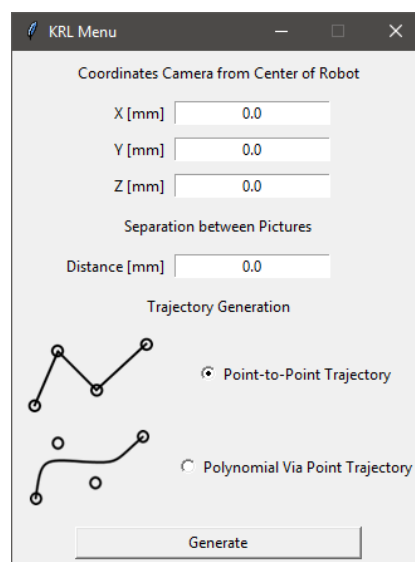 KRL Menu
Coordinates Camera from Center of Robot
X [mm] 0.0
Y [mm] 0.0
Z [mm] 0.0
Separation between Pictures
Distance [mm] 0.0
Trajectory Generation
Point-to-Point Trajectory
Polynomial Via Point Trajectory
Generate